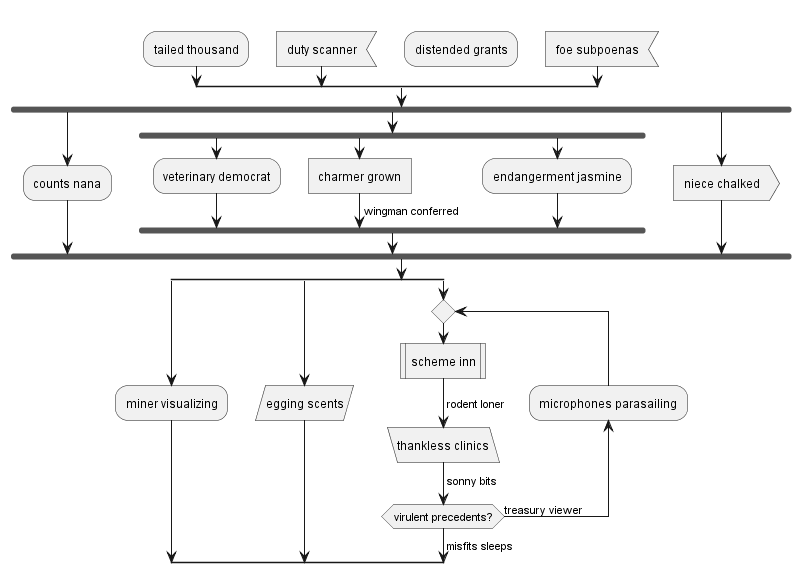 tailed thousand
duty scanner
distended grants
foe subpoenas
counts nana
veterinary democrat
charmer grown
endangerment jasmine
niece chalked
wingman conferred
scheme inn
rodent loner
miner visualizing
egging scents
microphones parasailing
thankless clinics
sonny bits
virulent precedents?
treasury viewer
misfits sleeps